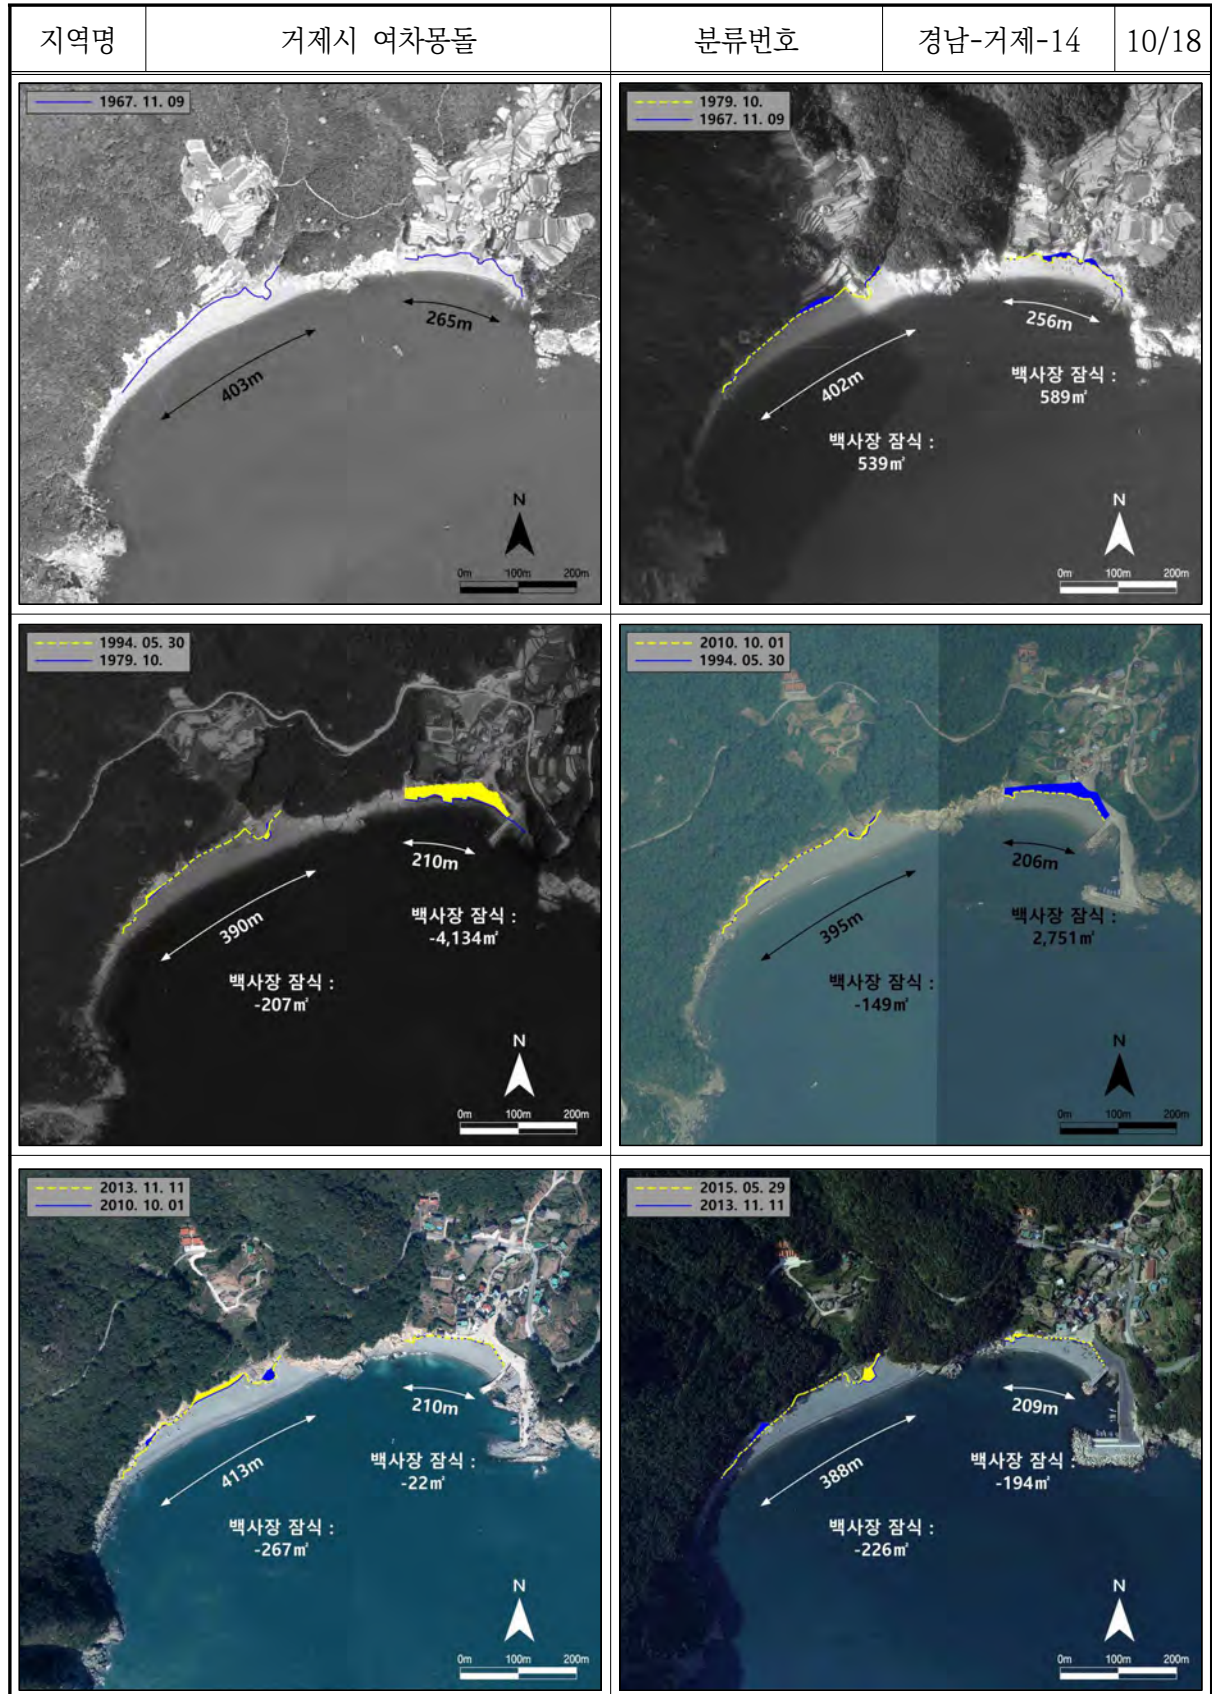 지역명 거제시 여차몽돌 분류번호 경남-거제-14 10/18
1967. 11. 09
265m
403m
N
0m 100m 200m
1979. 10.
1967. 11. 09
256m
402m
백사장 잠식 :
589㎡
백사장 잠식 :
539㎡
N
0m 100m 200m
1994. 05. 30
1979. 10.
210m
390m
백사장 잠식 :
-4,134㎡
백사장 잠식 :
-207㎡
N
0m 100m 200m
2010. 10. 01
1994. 05. 30
206m
395m
백사장 잠식 :
2,751㎡
백사장 잠식 :
-149㎡
N
0m 100m 200m
2013. 11. 11
2010. 10. 01
210m
413m
백사장 잠식 :
-22㎡
백사장 잠식 :
-267㎡
N
0m 100m 200m
2015. 05. 29
2013. 11. 11
209m
388m
백사장 잠식 :
-194㎡
백사장 잠식 :
-226㎡
N
0m 100m 200m